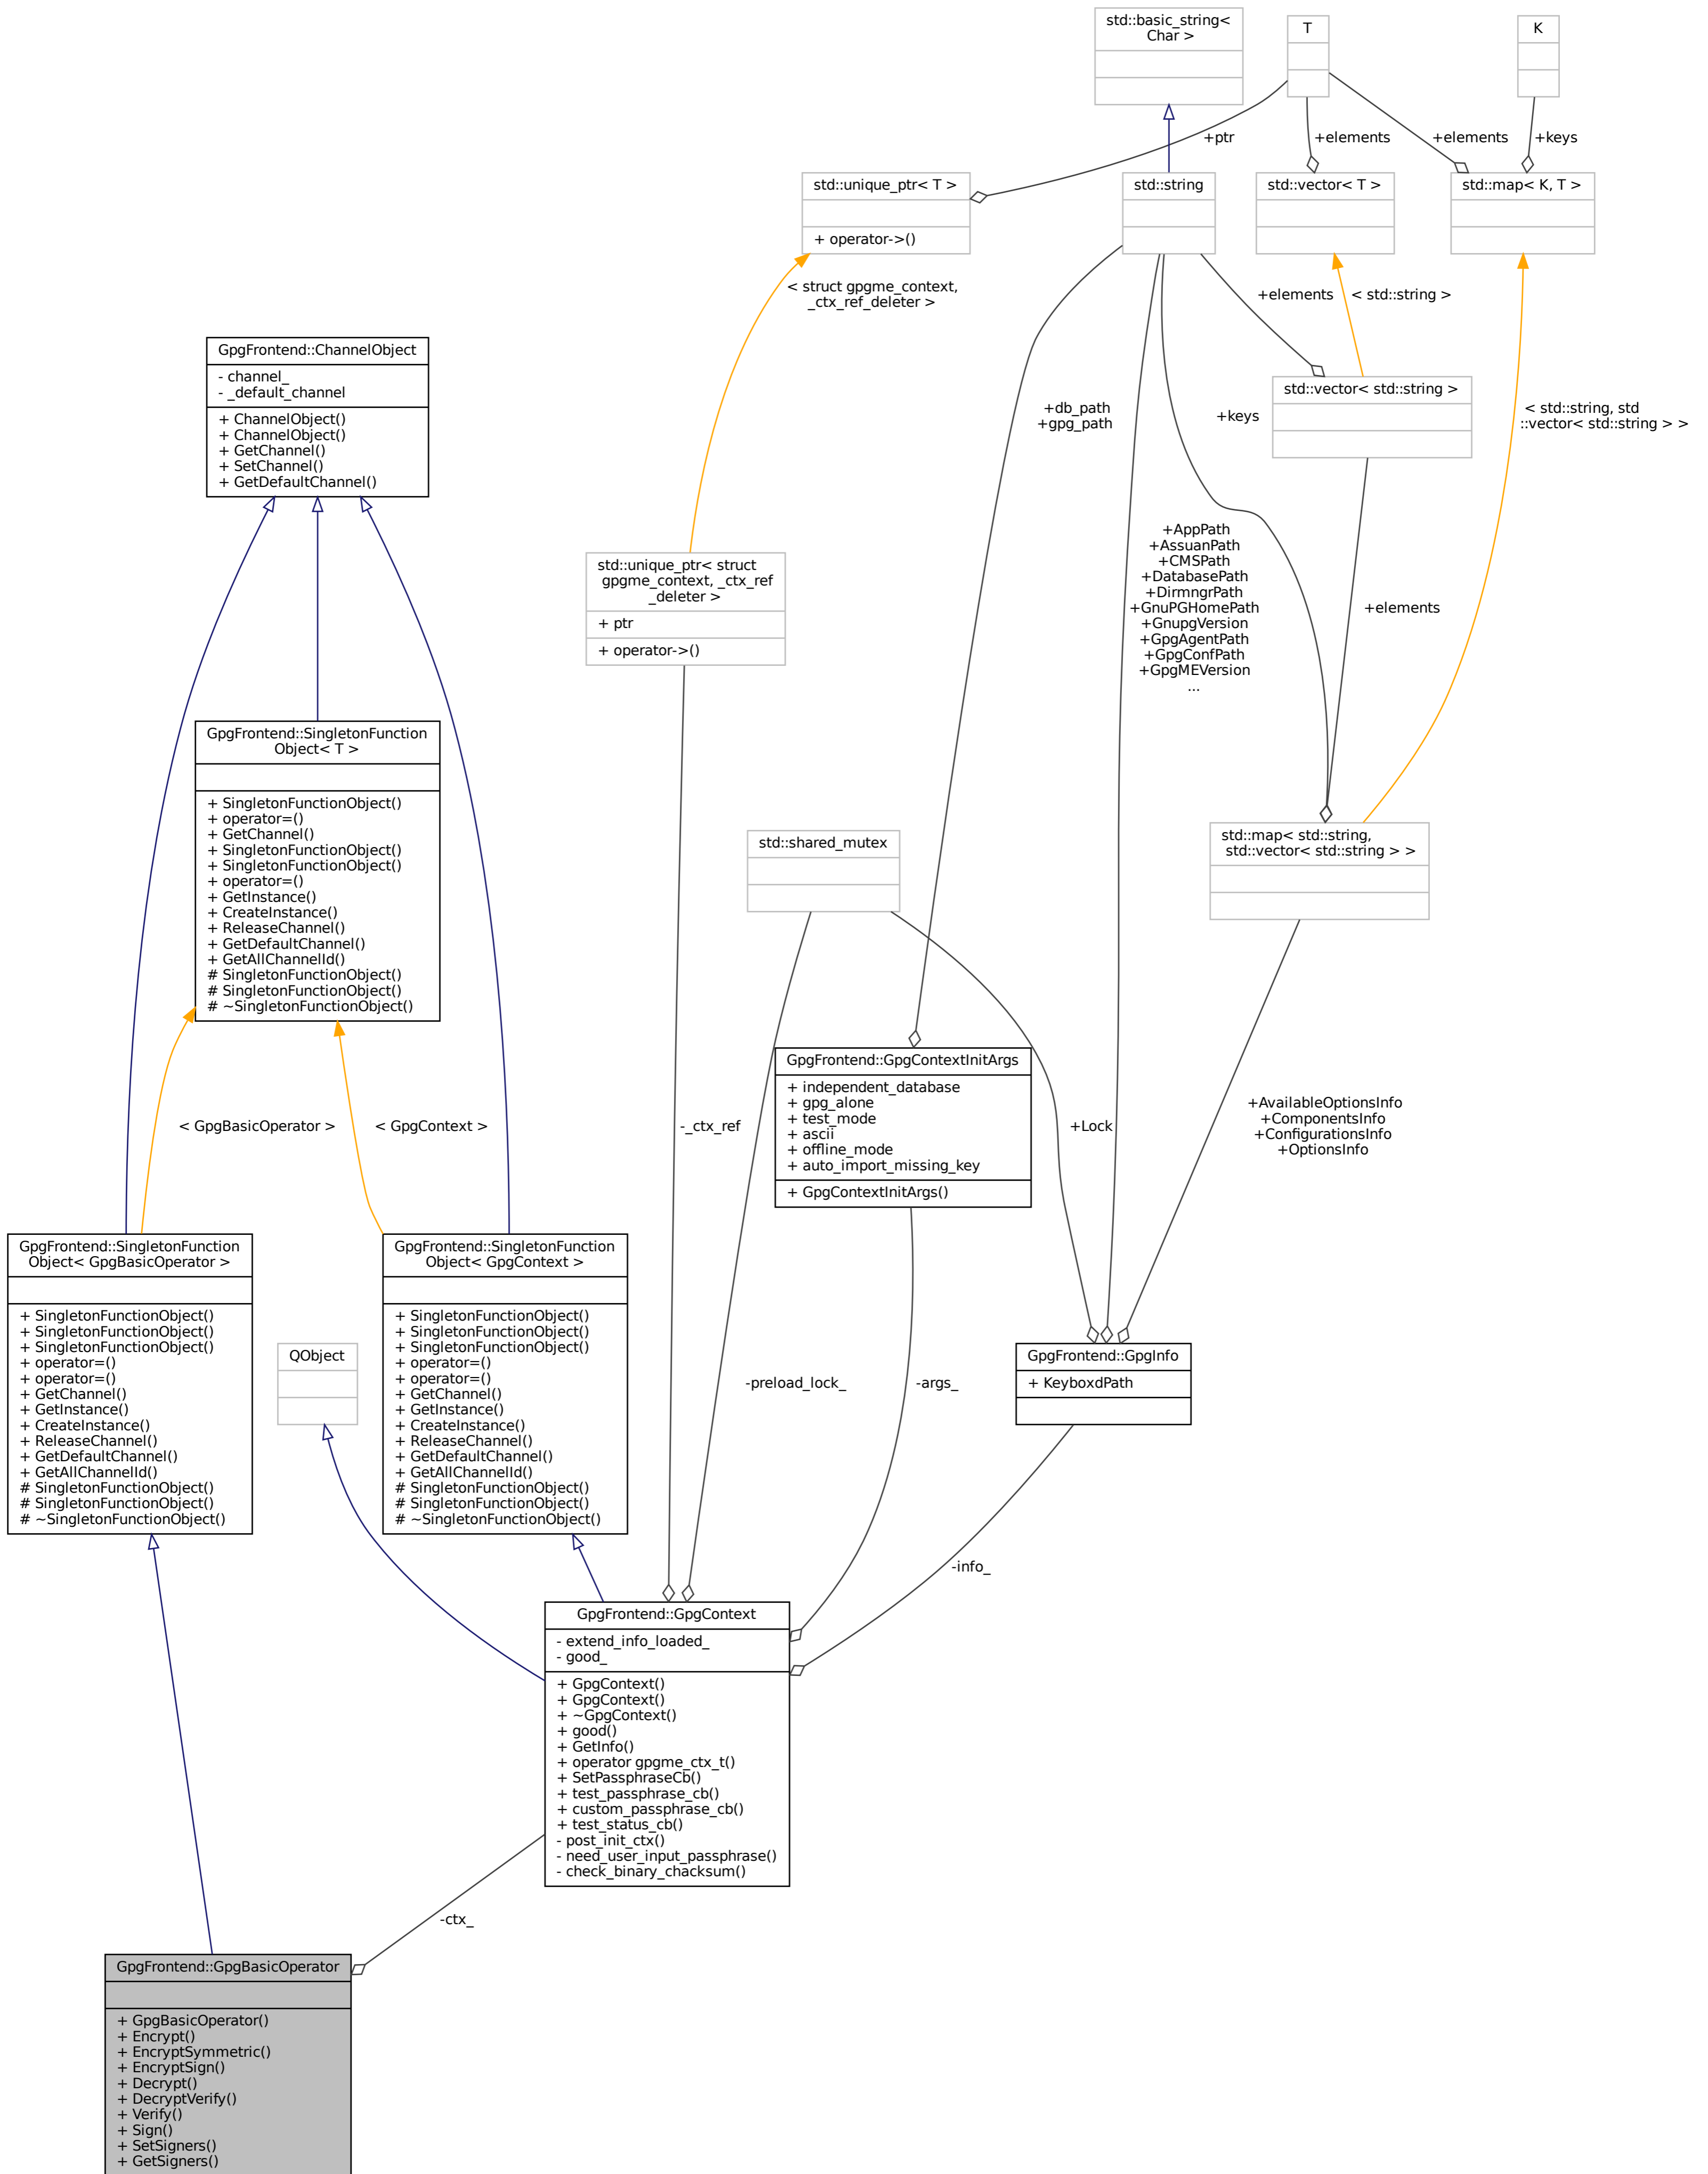 std::basic_string<
Char >
T
K
+ptr
+elements
+elements
+keys
std::unique_ptr< T >
+ operator->()
std::string
std::vector< T >
std::map< K, T >
< struct gpgme_context,
_ctx_ref_deleter >
+elements
< std::string >
GpgFrontend::ChannelObject
- channel_
- _default_channel
+ ChannelObject()
+ ChannelObject()
+ GetChannel()
+ SetChannel()
+ GetDefaultChannel()
std::vector< std::string >
+db_path
+gpg_path
+keys
< std::string, std
::vector< std::string > >
std::unique_ptr< struct
gpgme_context, _ctx_ref
_deleter >
+ ptr
+ operator->()
+AppPath
+AssuanPath
+CMSPath
+DatabasePath
+DirmngrPath
+GnuPGHomePath
+GnupgVersion
+GpgAgentPath
+GpgConfPath
+GpgMEVersion
...
+elements
GpgFrontend::SingletonFunction
Object< T >
+ SingletonFunctionObject()
+ operator=()
+ GetChannel()
+ SingletonFunctionObject()
+ SingletonFunctionObject()
+ operator=()
+ GetInstance()
+ CreateInstance()
+ ReleaseChannel()
+ GetDefaultChannel()
+ GetAllChannelId()
# SingletonFunctionObject()
# SingletonFunctionObject()
# ~SingletonFunctionObject()
std::shared_mutex
std::map< std::string,
std::vector< std::string > >
< GpgBasicOperator >
< GpgContext >
-_ctx_ref
GpgFrontend::GpgContextInitArgs
+ independent_database
+ gpg_alone
+ test_mode
+ ascii
+ offline_mode
+ auto_import_missing_key
+ GpgContextInitArgs()
+Lock
+AvailableOptionsInfo
+ComponentsInfo
+ConfigurationsInfo
+OptionsInfo
GpgFrontend::SingletonFunction
Object< GpgBasicOperator >
+ SingletonFunctionObject()
+ SingletonFunctionObject()
+ SingletonFunctionObject()
+ operator=()
+ operator=()
+ GetChannel()
+ GetInstance()
+ CreateInstance()
+ ReleaseChannel()
+ GetDefaultChannel()
+ GetAllChannelId()
# SingletonFunctionObject()
# SingletonFunctionObject()
# ~SingletonFunctionObject()
QObject
GpgFrontend::SingletonFunction
Object< GpgContext >
+ SingletonFunctionObject()
+ SingletonFunctionObject()
+ SingletonFunctionObject()
+ operator=()
+ operator=()
+ GetChannel()
+ GetInstance()
+ CreateInstance()
+ ReleaseChannel()
+ GetDefaultChannel()
+ GetAllChannelId()
# SingletonFunctionObject()
# SingletonFunctionObject()
# ~SingletonFunctionObject()
-preload_lock_
-args_
GpgFrontend::GpgInfo
+ KeyboxdPath
-info_
GpgFrontend::GpgContext
- extend_info_loaded_
- good_
+ GpgContext()
+ GpgContext()
+ ~GpgContext()
+ good()
+ GetInfo()
+ operator gpgme_ctx_t()
+ SetPassphraseCb()
+ test_passphrase_cb()
+ custom_passphrase_cb()
+ test_status_cb()
- post_init_ctx()
- need_user_input_passphrase()
- check_binary_chacksum()
-ctx_
GpgFrontend::GpgBasicOperator
+ GpgBasicOperator()
+ Encrypt()
+ EncryptSymmetric()
+ EncryptSign()
+ Decrypt()
+ DecryptVerify()
+ Verify()
+ Sign()
+ SetSigners()
+ GetSigners()